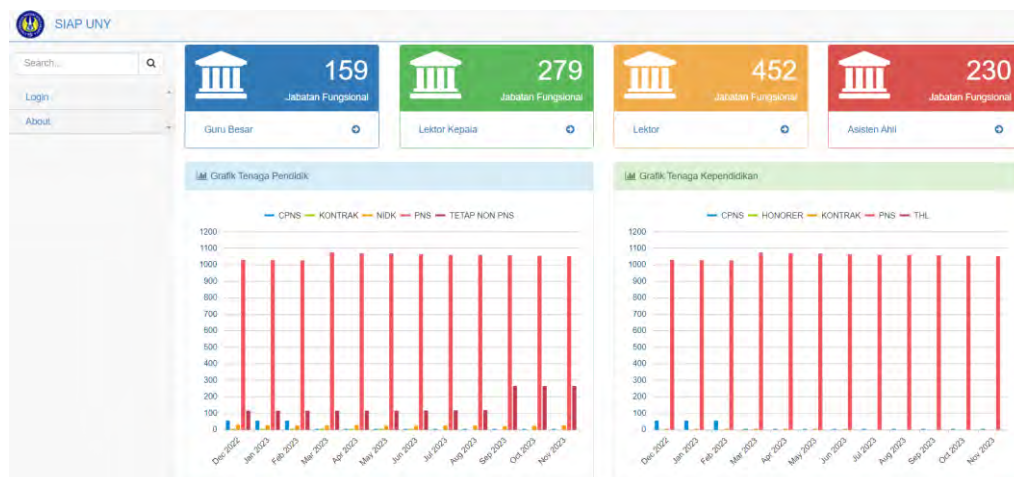 SIAP UNY
Search...
Login
About
159
Jabatan Fungsional
Guru Besar
279
Jabatan Fungsional
Lektor Kepala
452
Jabatan Fungsional
Lektor
230
Jabatan Fungsional
Asisten Ahli
Grafik Tenaga Pendidik
CPNS KONTRAK NIDK PNS TETAP NON PNS
1200
1100
1000
900
800
700
600
500
400
300
200
100
0
Dec 2022 Jan 2023 Feb 2023 Mar 2023 Apr 2023 May 2023 Jun 2023 Jul 2023 Aug 2023 Sep 2023 Oct 2023 Nov 2023
Grafik Tenaga Kependidikan
CPNS HONORER KONTRAK PNS THL
1200
1100
1000
900
800
700
600
500
400
300
200
100
0
Dec 2022 Jan 2023 Feb 2023 Mar 2023 Apr 2023 May 2023 Jun 2023 Jul 2023 Aug 2023 Sep 2023 Oct 2023 Nov 2023